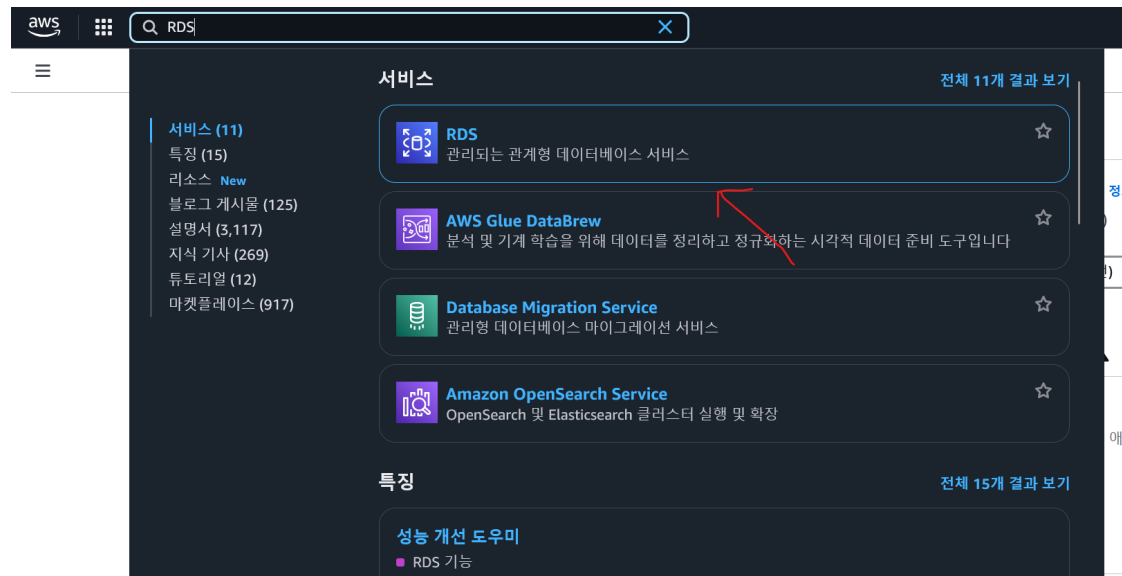 aws
RDS
서비스
전체 11개 결과 보기
서비스 (11)
특징 (15)
리소스 New
블로그 게시물 (125)
설명서 (3,117)
지식 기사 (269)
튜토리얼 (12)
마켓플레이스 (917)
RDS
관리되는 관계형 데이터베이스 서비스
AWS Glue DataBrew
분석 및 기계 학습을 위해 데이터를 정리하고 정규화하는 시각적 데이터 준비 도구입니다
Database Migration Service
관리형 데이터베이스 마이그레이션 서비스
Amazon OpenSearch Service
OpenSearch 및 Elasticsearch 클러스터 실행 및 확장
특징
전체 15개 결과 보기
성능 개선 도우미
RDS 기능